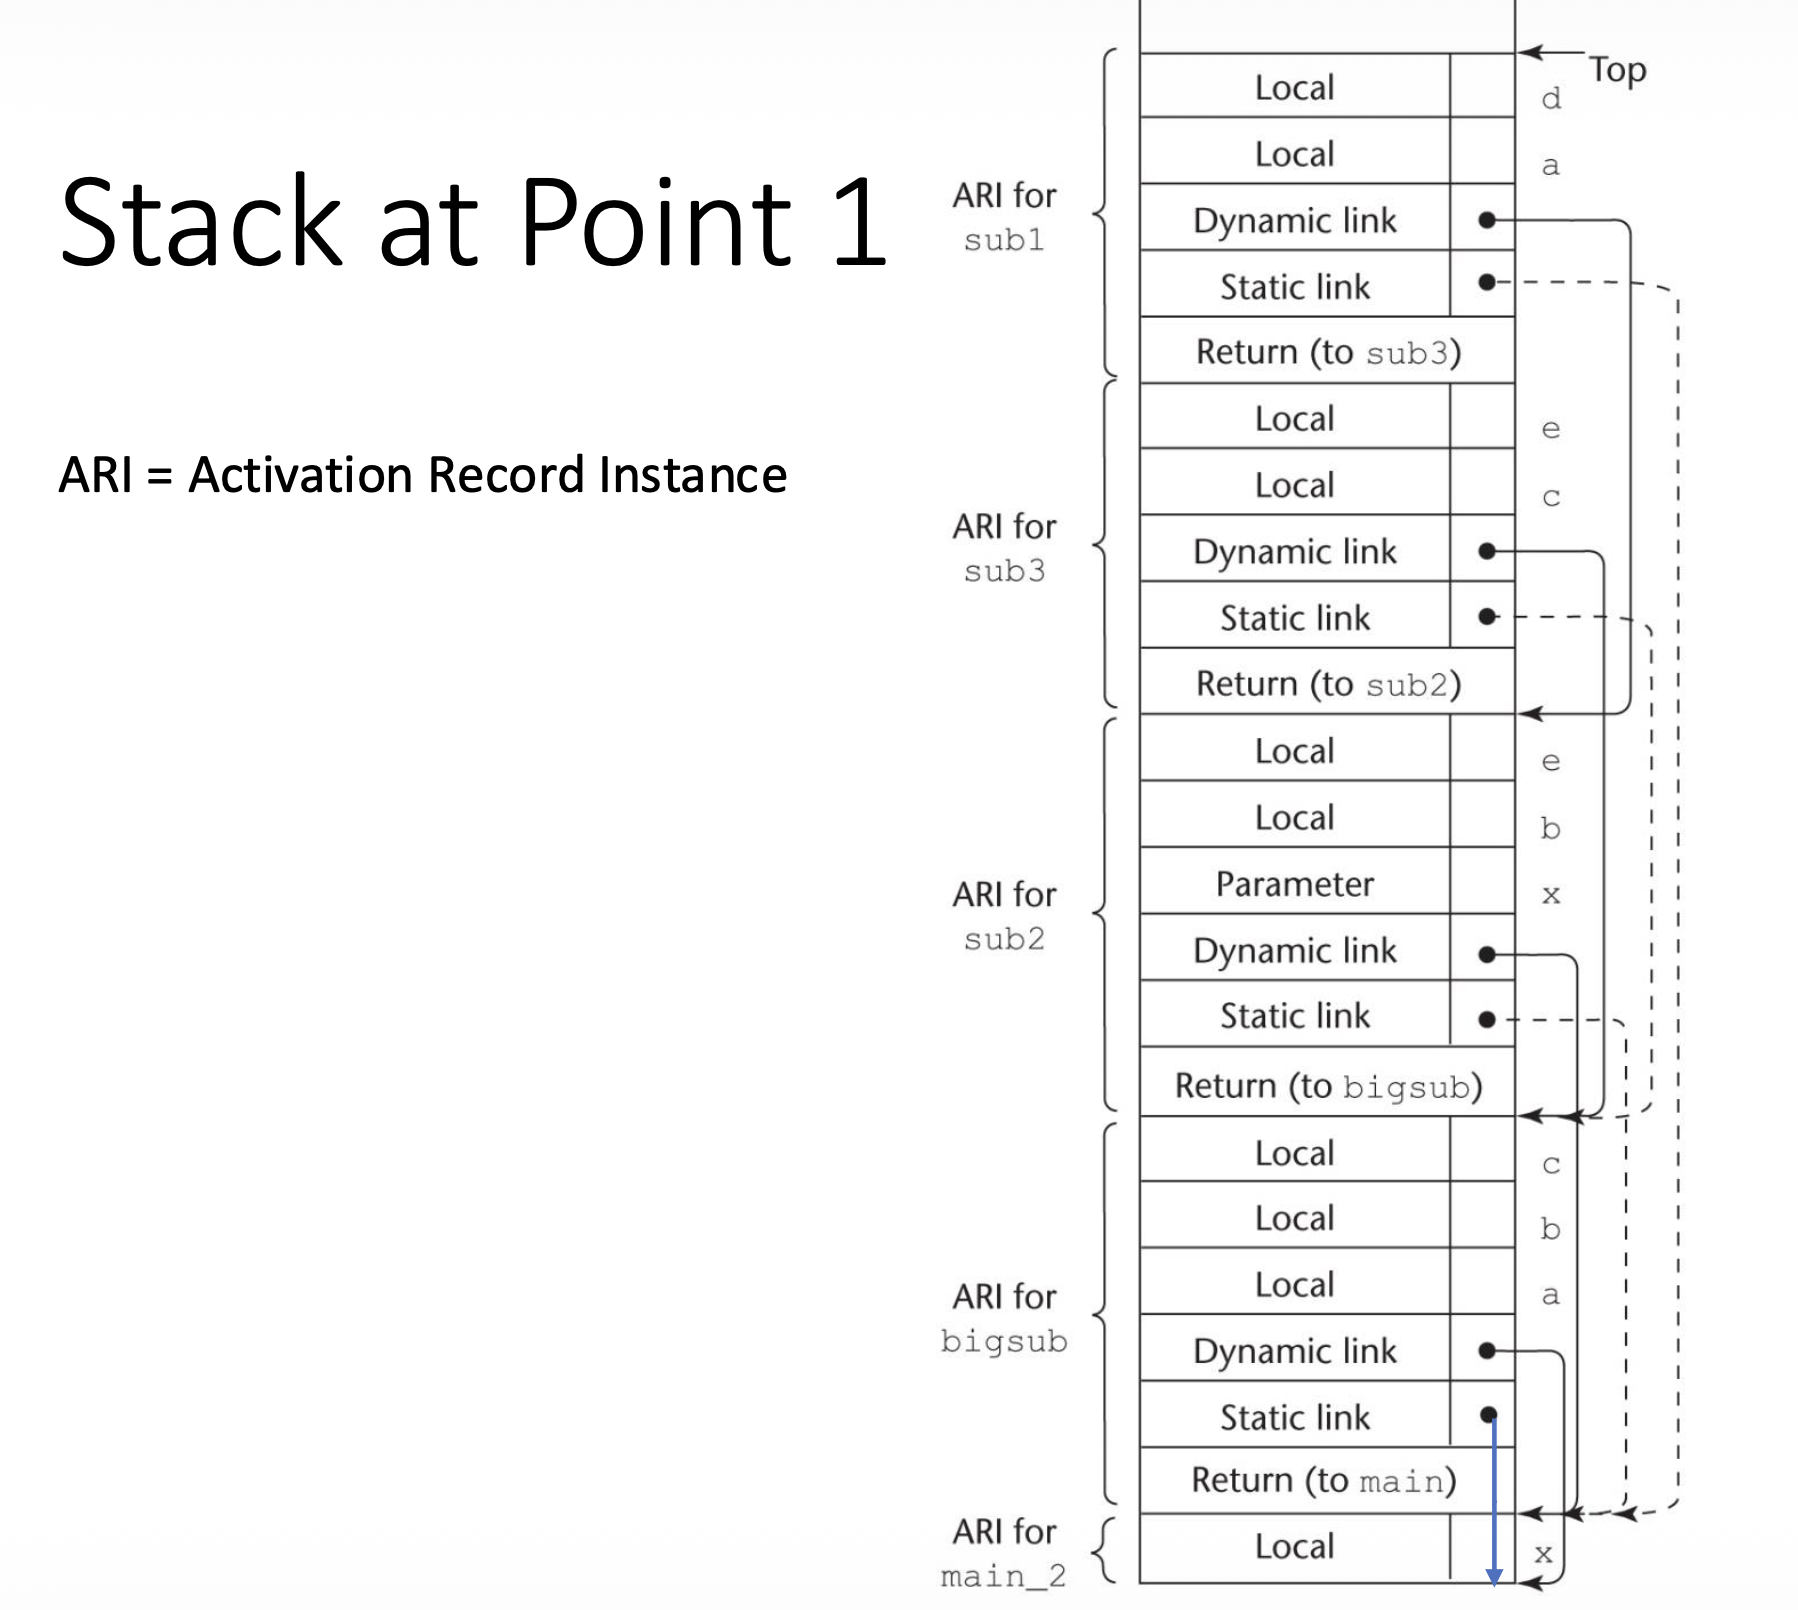 Stack at Point 1
ARI = Activation Record Instance
Top
Local
d
Local
a
ARI for
sub1
Dynamic link
Static link
Return (to sub3)
Local
e
Local
c
ARI for
sub3
Dynamic link
Static link
Return (to sub2)
Local
e
Local
b
Parameter
x
ARI for
sub2
Dynamic link
Static link
Return (to bigsub)
Local
c
Local
b
Local
a
ARI for
bigsub
Dynamic link
Static link
Return (to main)
ARI for
main_2
Local
x